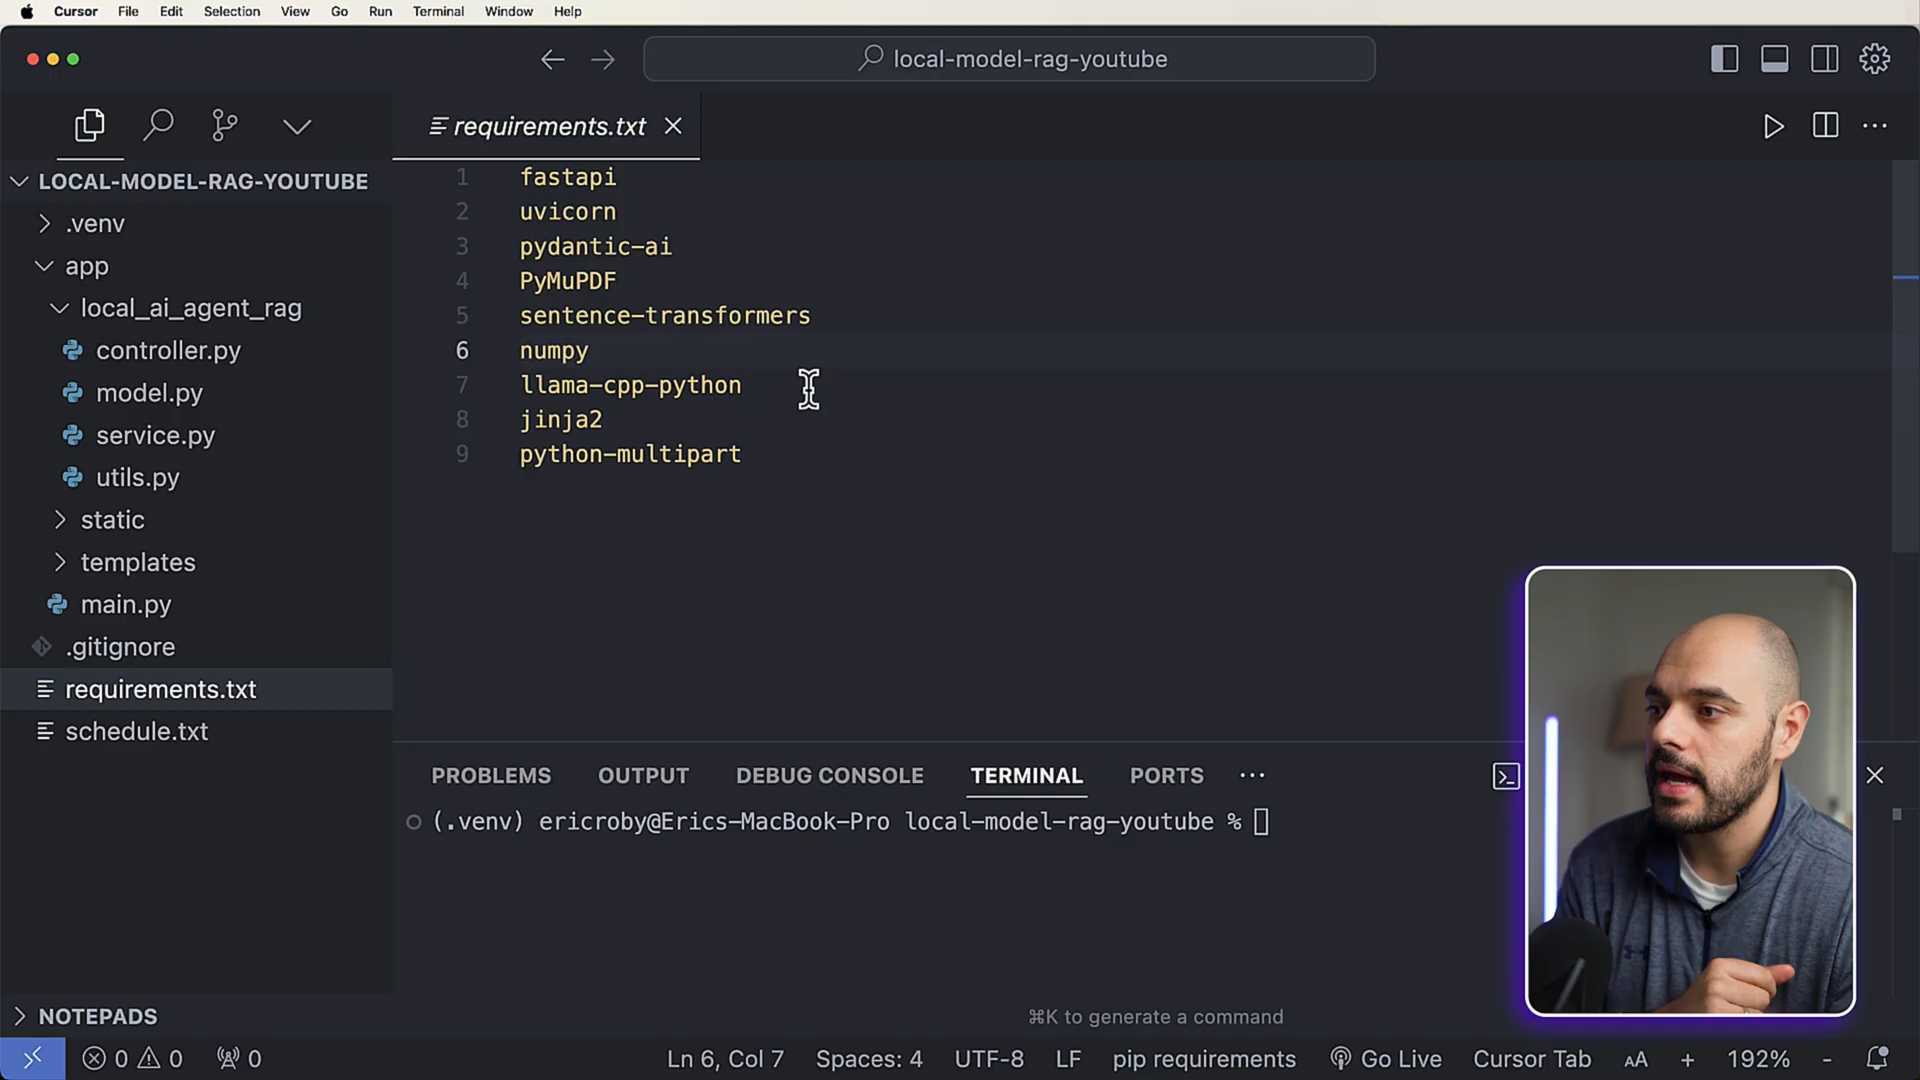 Cursor File Edit Selection View Go Run Terminal Window Help
local-model-rag-youtube
requirements.txt
LOCAL-MODEL-RAG-YOUTUBE
.venv
app
local_ai_agent_rag
controller.py
model.py
service.py
utils.py
static
templates
main.py
.gitignore
requirements.txt
schedule.txt
NOTEPADS
1 fastapi
2 uvicorn
3 pydantic-ai
4 PyMuPDF
5 sentence-transformers
6 numpy
7 llama-cpp-python
8 jinja2
9 python-multipart
PROBLEMS OUTPUT DEBUG CONSOLE TERMINAL PORTS ...
(.venv) ericroby@Erics-MacBook-Pro local-model-rag-youtube %
⌘K to generate a command
0 0 0 Ln 6, Col 7 Spaces: 4 UTF-8 LF pip requirements Go Live Cursor Tab AA + 192% -